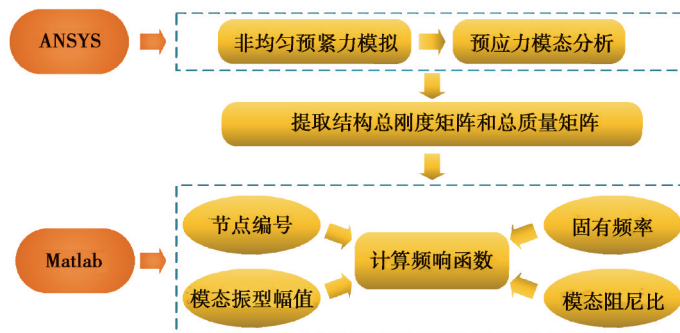 ANSYS
非均匀预紧力模拟
预应力模态分析
提取结构总刚度矩阵和总质量矩阵
Matlab
节点编号
固有频率
计算频响函数
模态振型幅值
模态阻尼比